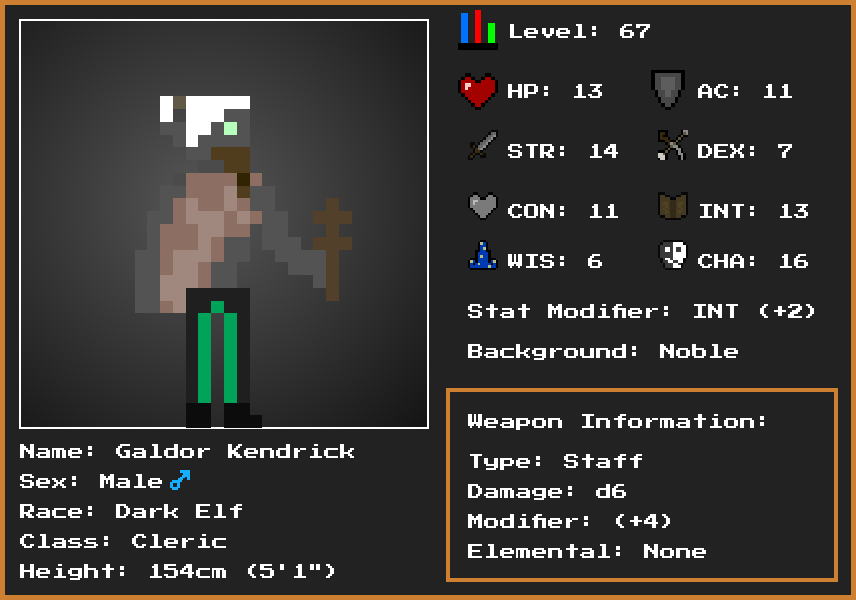 Level: 67
HP: 13
AC: 11
STR: 14
DEX: 7
CON: 11
INT: 13
WIS: 6
CHA: 16
Stat Modifier: INT (+2)
Background: Noble
Weapon Information:
Type: Staff
Damage: d6
Modifier: (+4)
Elemental: None
Name: Galdor Kendrick
Sex: Male♂
Race: Dark Elf
Class: Cleric
Height: 154cm (5'1")